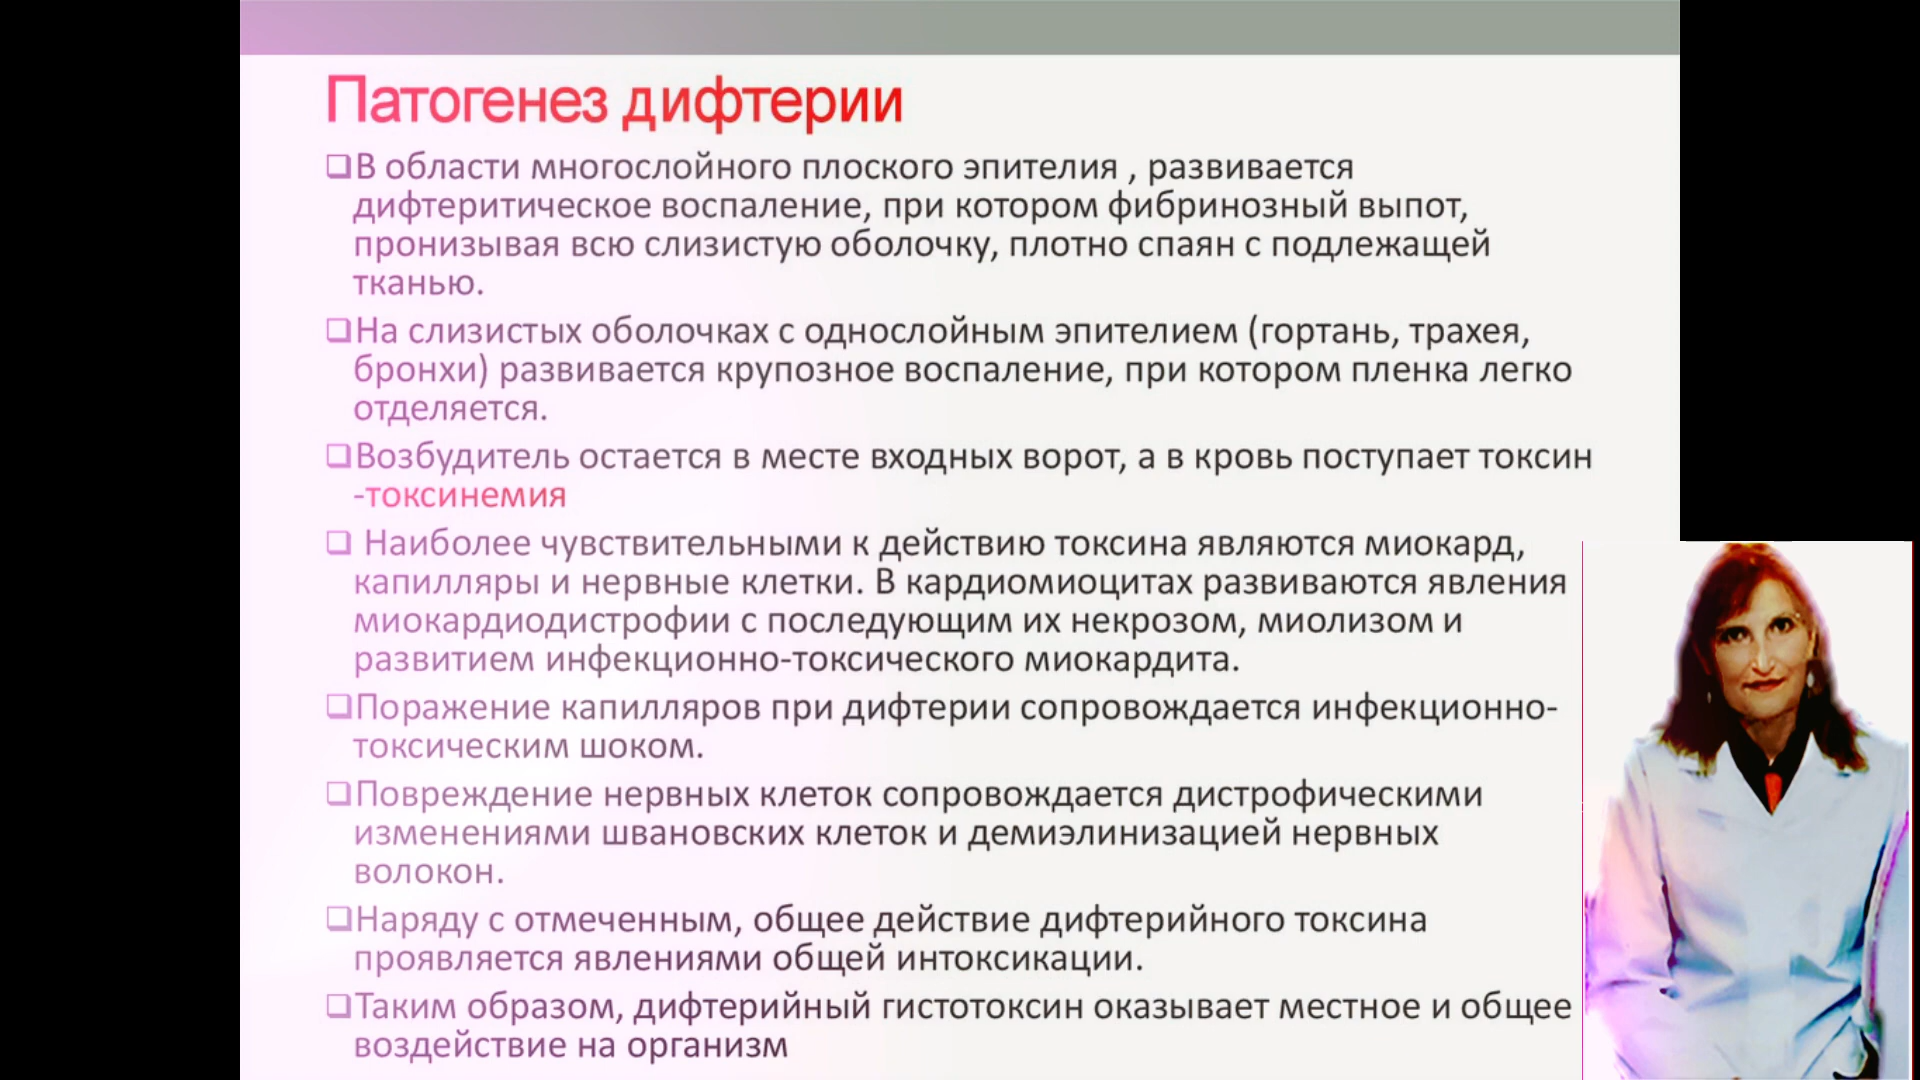 Патогенез дифтерии
❑В области многослойного плоского эпителия , развивается
дифтеритическое воспаление, при котором фибринозный выпот,
пронизывая всю слизистую оболочку, плотно спаян с подлежащей
тканью.
❑На слизистых оболочках с однослойным эпителием (гортань, трахея,
бронхи) развивается крупозное воспаление, при котором пленка легко
отделяется.
❑Возбудитель остается в месте входных ворот, а в кровь поступает токсин
-токсинемия
❑ Наиболее чувствительными к действию токсина являются миокард,
капилляры и нервные клетки. В кардиомиоцитах развиваются явления
миокардиодистрофии с последующим их некрозом, миолизом и
развитием инфекционно-токсического миокардита.
❑Поражение капилляров при дифтерии сопровождается инфекционно-
токсическим шоком.
❑Повреждение нервных клеток сопровождается дистрофическими
изменениями швановских клеток и демиэлинизацией нервных
волокон.
❑Наряду с отмеченным, общее действие дифтерийного токсина
проявляется явлениями общей интоксикации.
❑Таким образом, дифтерийный гистотоксин оказывает местное и общее
воздействие на организм